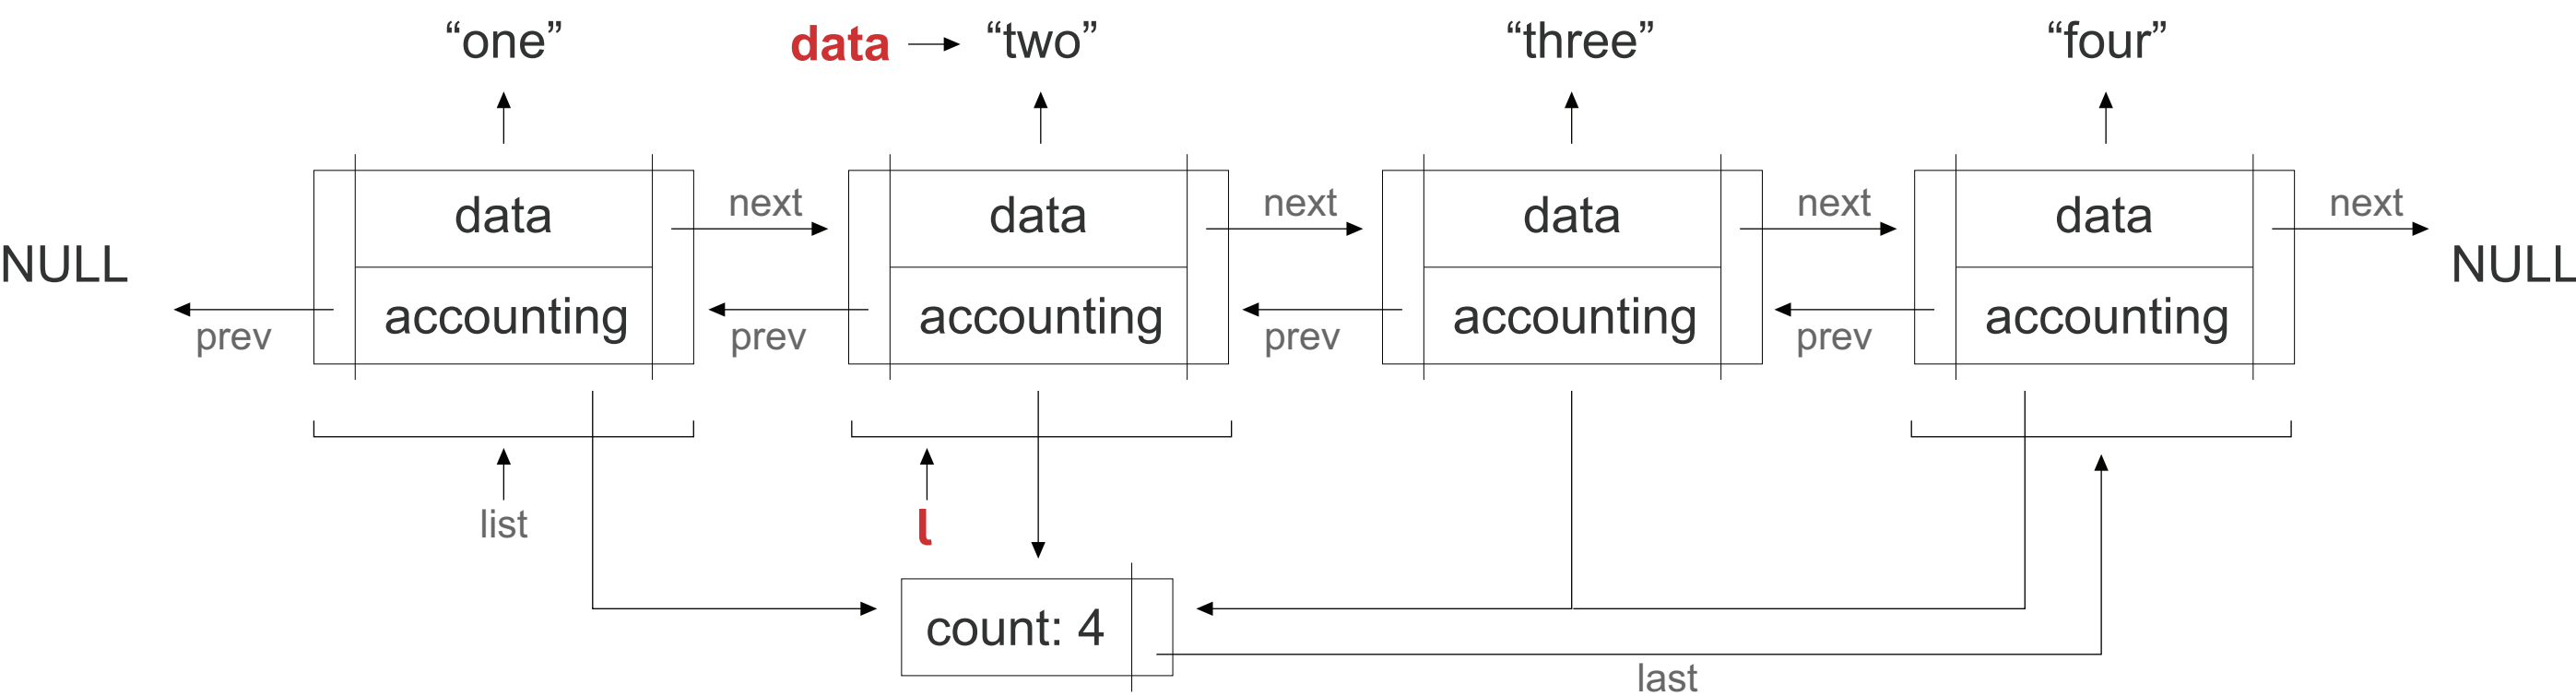 “one” data “two” “three” “four”
next next next next
data data data data
NULL NULL
accounting accounting accounting accounting
prev prev prev prev
list l
count: 4
last